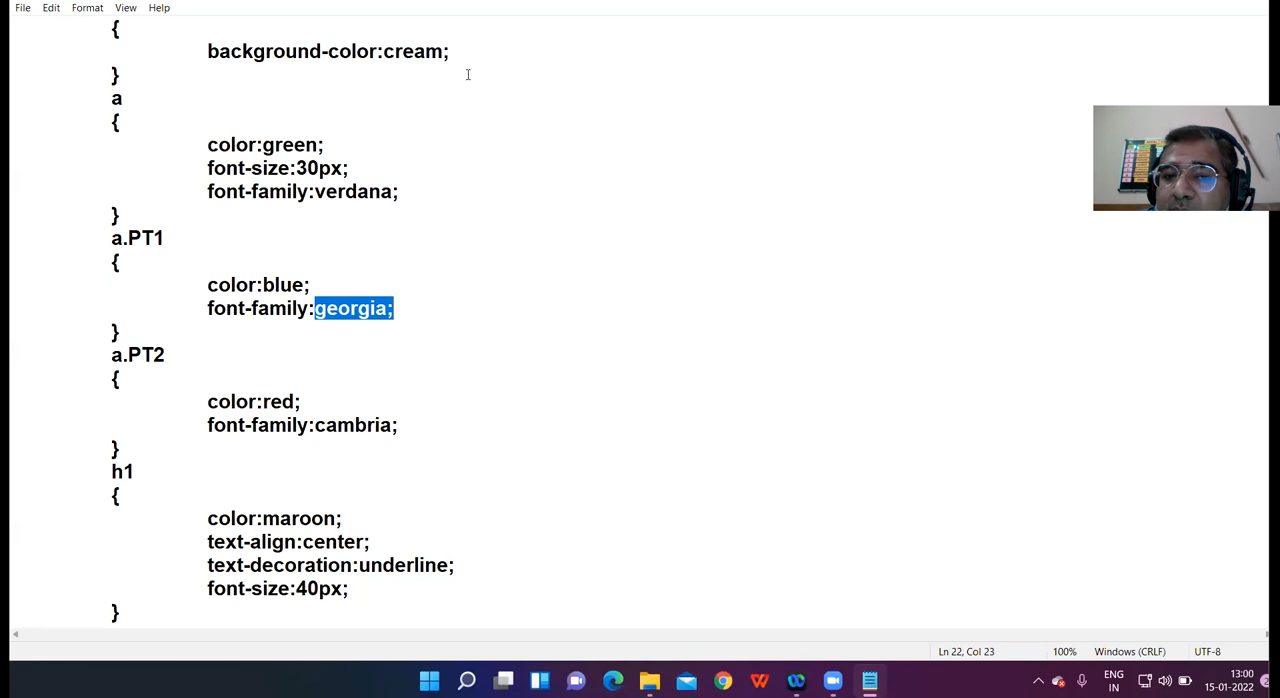 File Edit Format View Help
{
background-color:cream;
}
a
{
color:green;
font-size:30px;
font-family:verdana;
}
a.PT1
{
color:blue;
font-family:georgia;
}
a.PT2
{
color:red;
font-family:cambria;
}
h1
{
color:maroon;
text-align:center;
text-decoration:underline;
font-size:40px;
}
Ln 22, Col 23 100% Windows (CRLF) UTF-8
ENG 13:00
IN 15-01-2022